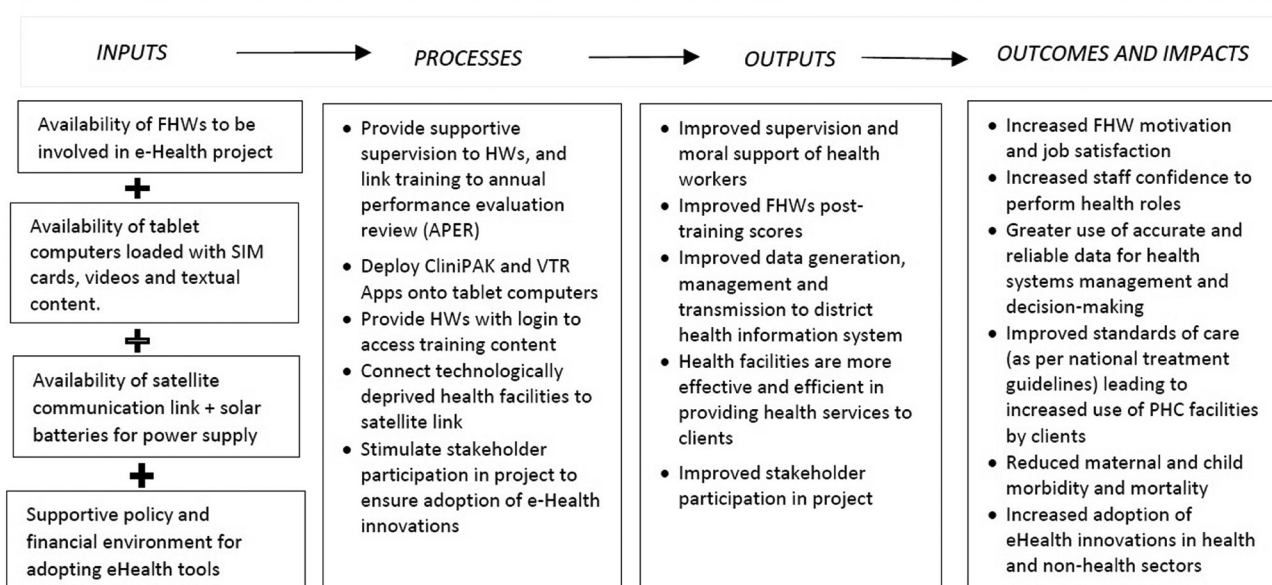 INPUTS
PROCESSES
OUTPUTS
OUTCOMES AND IMPACTS
Availability of FHWs to be
involved in e-Health project
+
Availability of tablet
computers loaded with SIM
cards, videos and textual
content.
+
Availability of satellite
communication link + solar
batteries for power supply
+
Supportive policy and
financial environment for
adopting eHealth tools
• Provide supportive
supervision to HWs, and
link training to annual
performance evaluation
review (APER)
• Deploy CliniPAK and VTR
Apps onto tablet computers
• Provide HWs with login to
access training content
• Connect technologically
deprived health facilities to
satellite link
• Stimulate stakeholder
participation in project to
ensure adoption of e-Health
innovations
• Improved supervision and
moral support of health
workers
• Improved FHWs post-
training scores
• Improved data generation,
management and
transmission to district
health information system
• Health facilities are more
effective and efficient in
providing health services to
clients
• Improved stakeholder
participation in project
• Increased FHW motivation
and job satisfaction
• Increased staff confidence to
perform health roles
• Greater use of accurate and
reliable data for health
systems management and
decision-making
• Improved standards of care
(as per national treatment
guidelines) leading to
increased use of PHC facilities
by clients
• Reduced maternal and child
morbidity and mortality
• Increased adoption of
eHealth innovations in health
and non-health sectors